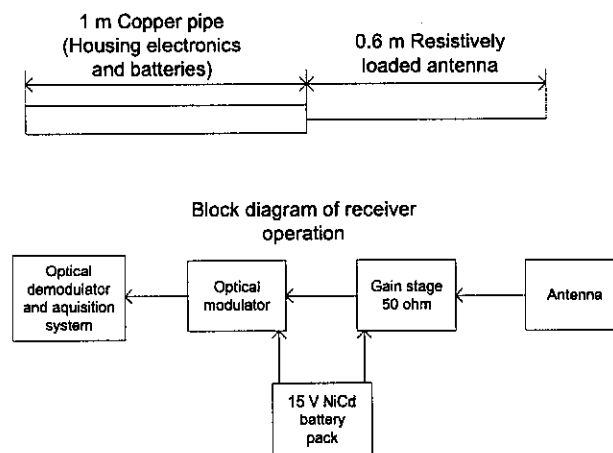 1 m Copper pipe
(Housing electronics
and batteries)
0.6 m Resistively
loaded antenna
Block diagram of receiver
operation
Optical
demodulator
and aquisition
system
Optical
modulator
Gain stage
50 ohm
Antenna
15 V NiCd
battery
pack